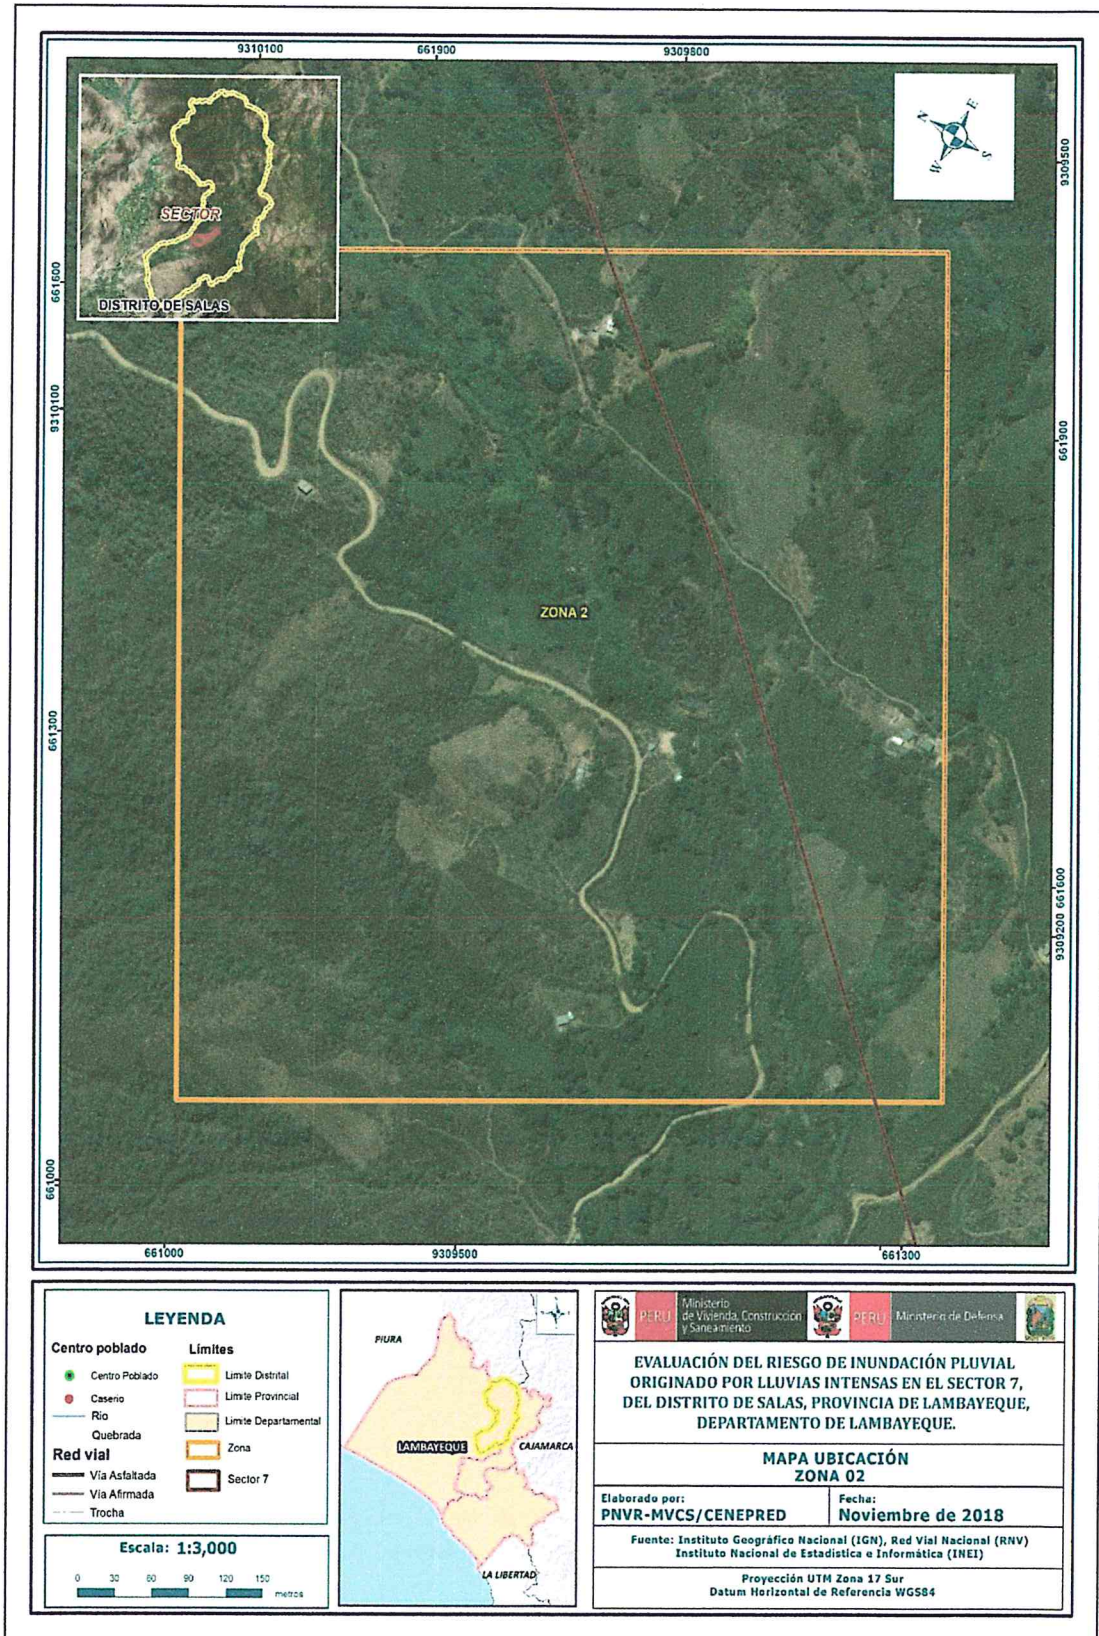 9310100
661900
9309800
N
E
W
S
SECTOR
DISTRITO DE SALAS
661600
9310100
661300
661000
9309500
661900
661600
9309200
ZONA 2
661000
9309500
661300
LEYENDA
Centro poblado
Centro Poblado
Caserio
Rio
Quebrada
Red vial
Vía Asfaltada
Vía Afirmada
Trocha
Límites
Limite Distrital
Limite Provincial
Limite Departamental
Zona
Sector 7
Escala: 1:3,000
0 30 60 90 120 150
metros
PIURA
LAMBAYEQUE
CAJAMARCA
LA LIBERTAD
PERÚ
Ministerio
de Vivienda, Construcción
y Saneamiento
PERÚ
Ministerio de Defensa
EVALUACIÓN DEL RIESGO DE INUNDACIÓN PLUVIAL
ORIGINADO POR LLUVIAS INTENSAS EN EL SECTOR 7,
DEL DISTRITO DE SALAS, PROVINCIA DE LAMBAYEQUE,
DEPARTAMENTO DE LAMBAYEQUE.
MAPA UBICACIÓN
ZONA 02
Elaborado por:
PNVR-MVCS/CENEPRED
Fecha:
Noviembre de 2018
Fuente: Instituto Geográfico Nacional (IGN), Red Vial Nacional (RNV)
Instituto Nacional de Estadistica e Informática (INEI)
Proyección UTM Zona 17 Sur
Datum Horizontal de Referencia WGS84